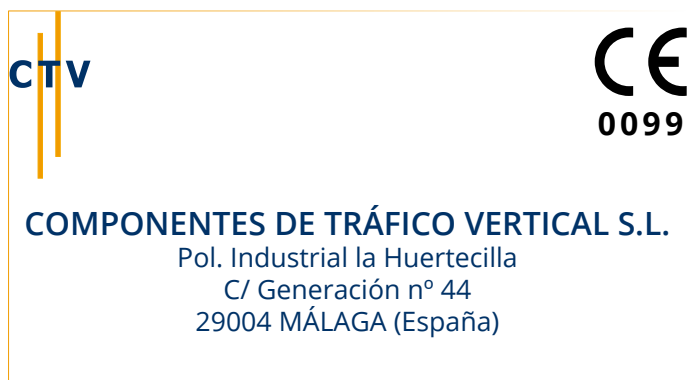 CTV
CE
0099
COMPONENTES DE TRÁFICO VERTICAL S.L.
Pol. Industrial la Huertecilla
C/ Generación nº 44
29004 MÁLAGA (España)